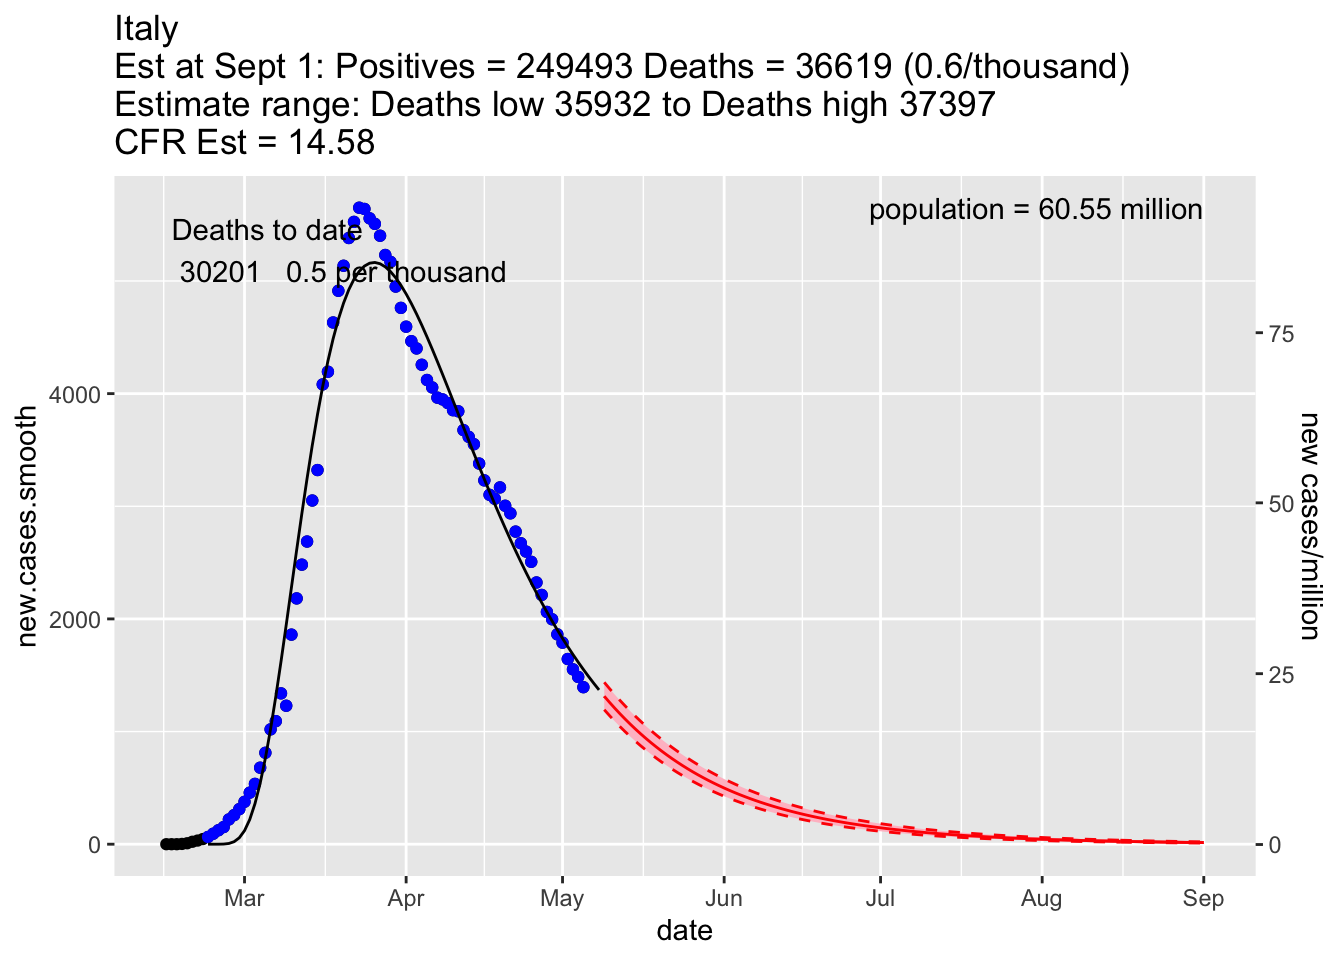 Italy
Est at Sept 1: Positives = 249493 Deaths = 36619 (0.6/thousand)
Estimate range: Deaths low 35932 to Deaths high 37397
CFR Est = 14.58
population = 60.55 million
Deaths to date
30201 0.5 per thousand
new.cases.smooth
4000
2000
0
75
50
25
0
new cases/million
Mar Apr May Jun Jul Aug Sep
date